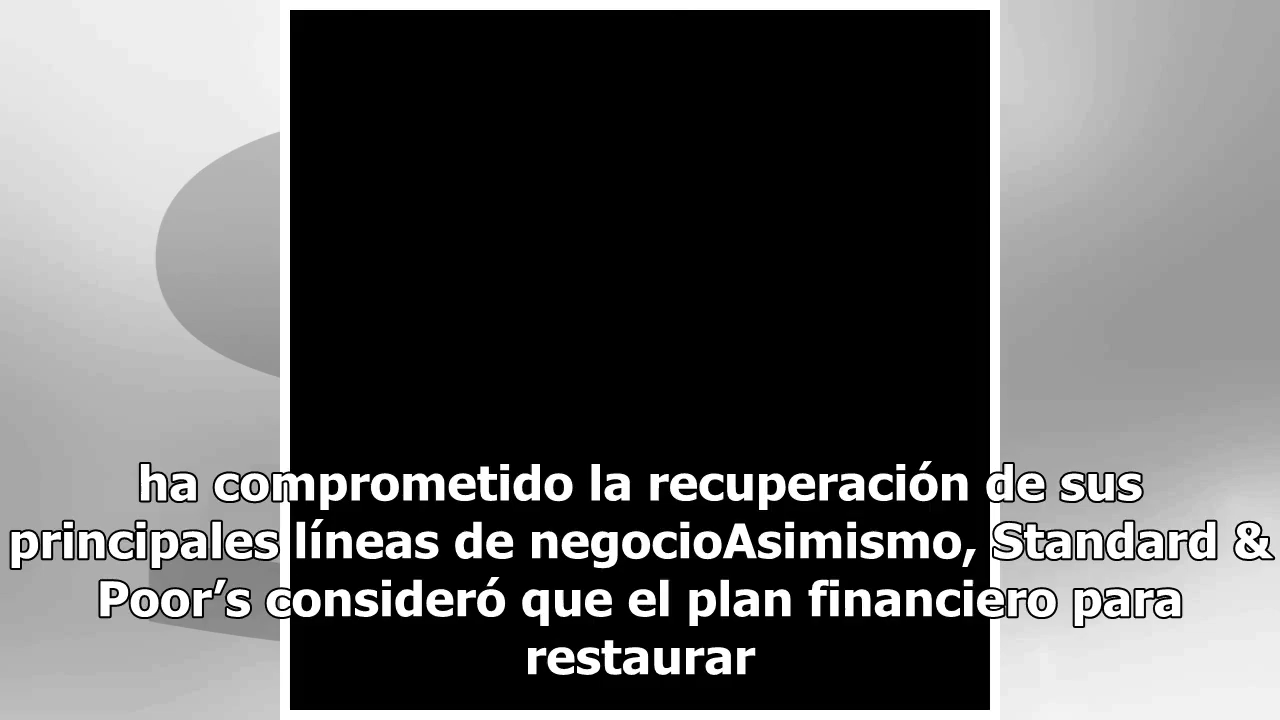 ha comprometido la recuperación de sus
principales líneas de negocioAsimismo, Standard &
Poor’s consideró que el plan financiero para
restaurar